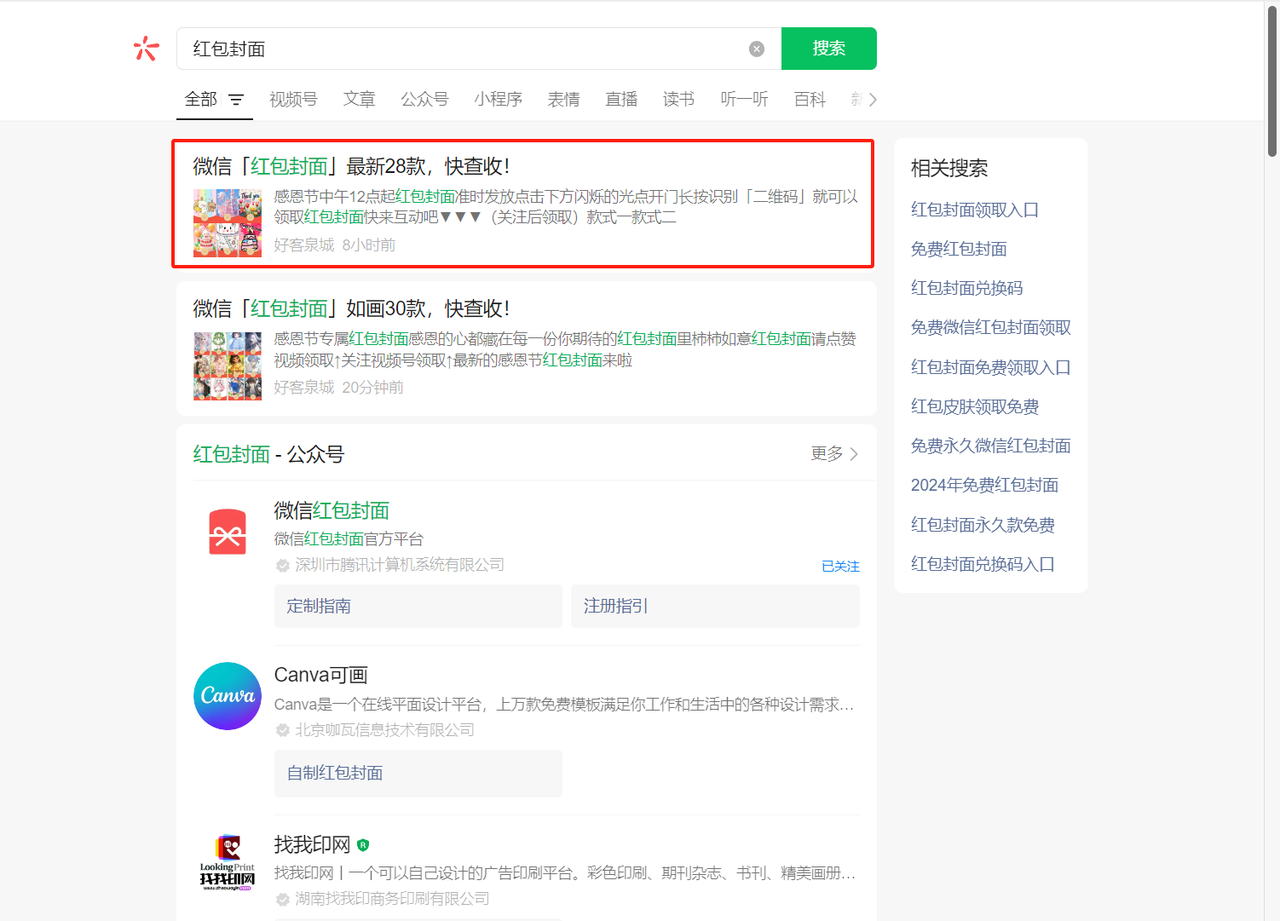 红包封面
搜索
全部 视频号 文章 公众号 小程序 表情 直播 读书 听一听 百科
微信「红包封面」最新28款，快查收！
感恩节中午12点起红包封面准时发放点击下方闪烁的光点开门长按识别「二维码」就可以
领取红包封面快来互动吧▼▼▼（关注后领取）款式一款式二
好客泉城 8小时前
微信「红包封面」如画30款，快查收！
感恩节专属红包封面感恩的心都藏在每一份你期待的红包封面里柿柿如意红包封面请点赞
视频领取↑关注视频号领取↑最新的感恩节红包封面来啦
好客泉城 20分钟前
红包封面 - 公众号
更多
微信红包封面
微信红包封面官方平台
深圳市腾讯计算机系统有限公司
已关注
定制指南
注册指引
Canva
Canva可画
Canva是一个在线平面设计平台，上万款免费模板满足你工作和生活中的各种设计需求…
北京咖瓦信息技术有限公司
自制红包封面
LookingPrint
找我印网
找我印网
找我印网丨一个可以自己设计的广告印刷平台。彩色印刷、期刊杂志、书刊、精美画册…
湖南找我印商务印刷有限公司
相关搜索
红包封面领取入口
免费红包封面
红包封面兑换码
免费微信红包封面领取
红包封面免费领取入口
红包皮肤领取免费
免费永久微信红包封面
2024年免费红包封面
红包封面永久款免费
红包封面兑换码入口